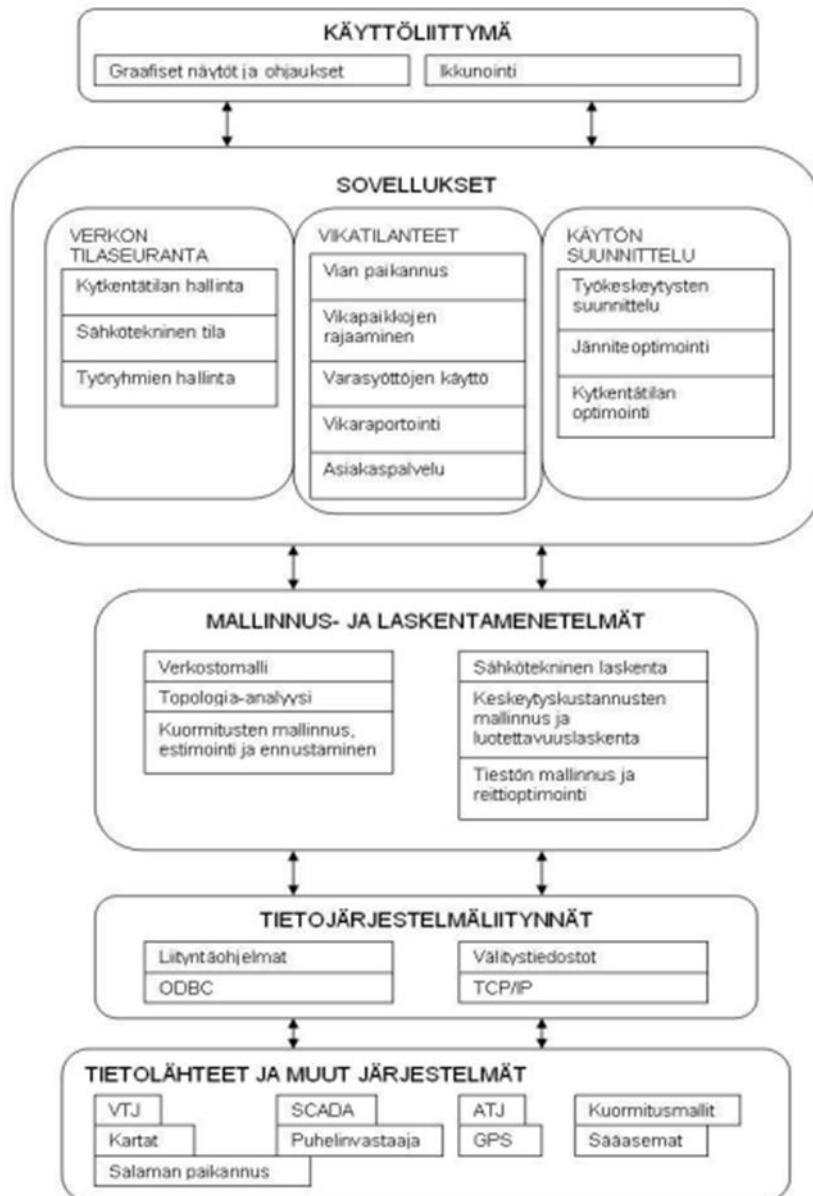 KÄYTTÖLIITTYMÄ
Graafiset näytöt ja ohjaukset
Ikkunointi
SOVELLUKSET
VERKON
TILASEURANTA
Kytkentätilan hallinta
Sähkötekninen tila
Työryhmien hallinta
VIKATILANTEET
Vian paikannus
Vikapaikkojen
rajaaminen
Varasyöttöjen käyttö
Vikaraportointi
Asiakaspalvelu
KÄYTÖN
SUUNNITTELU
Työkeskeytysten
suunnittelu
Jänniteoptimointi
Kytkentätilan
optimointi
MALLINNUS- JA LASKENTAMENETELMÄT
Verkostomalli
Topologia-analyysi
Kuormitusten mallinnus,
estimointi ja ennustaminen
Sähkötekninen laskenta
Keskeytyskustannusten
mallinnus ja
luotettavuuslaskenta
Tiestön mallinnus ja
reittioptimointi
TIETOJÄRJESTELMÄLIITYNNÄT
Liityntäohjelmat
ODBC
Välitystiedostot
TCP/IP
TIETOLÄHTEET JA MUUT JÄRJESTELMÄT
VTJ
SCADA
ATJ
Kuormitusmallit
Kartat
Puhelinvastaaja
GPS
Sääasemat
Salaman paikannus